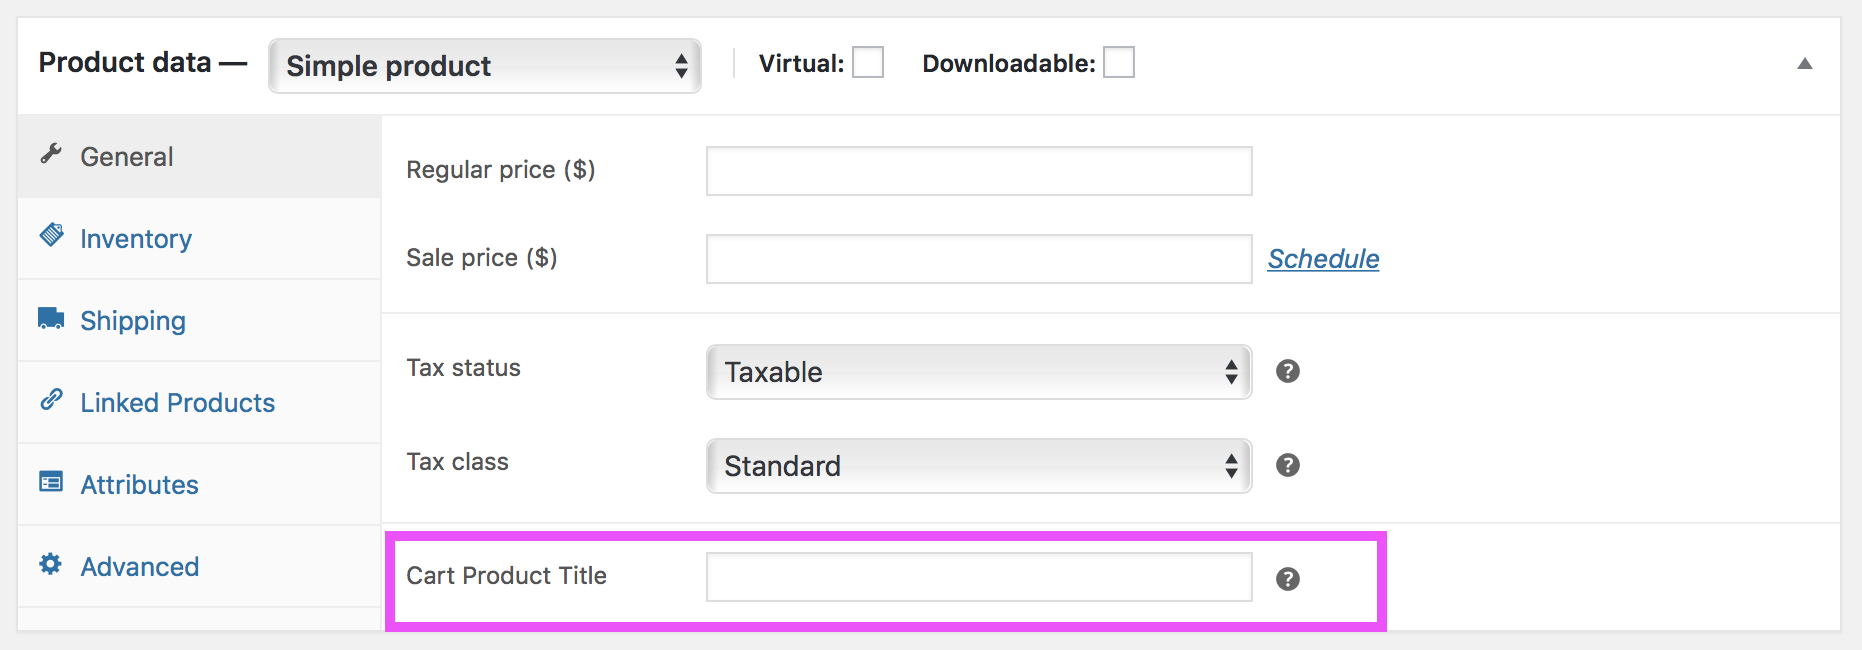 Product data —
Simple product
Virtual:
Downloadable:
General
Inventory
Shipping
Linked Products
Attributes
Advanced
Regular price ($)
Sale price ($)
Schedule
Tax status
Taxable
?
Tax class
Standard
?
Cart Product Title
?